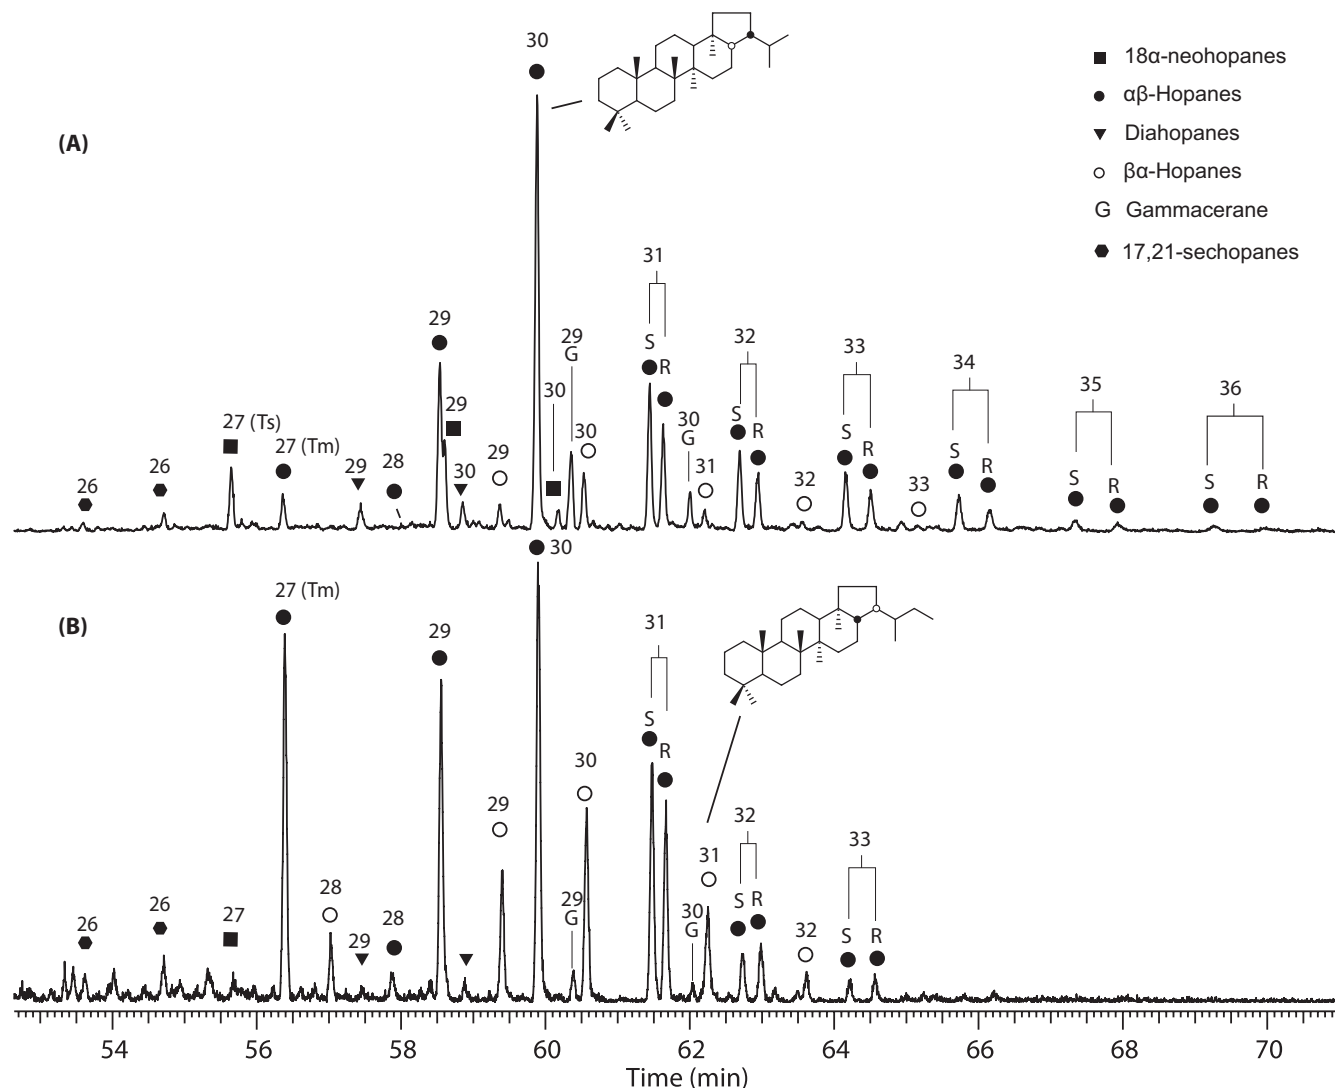 (A)
18α-neohopanes
αβ-Hopanes
Diahopanes
βα-Hopanes
G Gammacerane
17,21-sechopanes
26
26
27 (Ts)
27 (Tm)
29
28
29
29
30
29
30
30
29
G
30
31
S
R
30
G
31
32
S
R
32
33
S
R
33
34
S
R
35
S
R
36
S
R
(B)
26
26
27
27 (Tm)
28
29
28
29
29
30
29
G
30
31
S
R
30
G
31
32
S
R
32
33
S
R
54 56 58 60 62 64 66 68 70
Time (min)